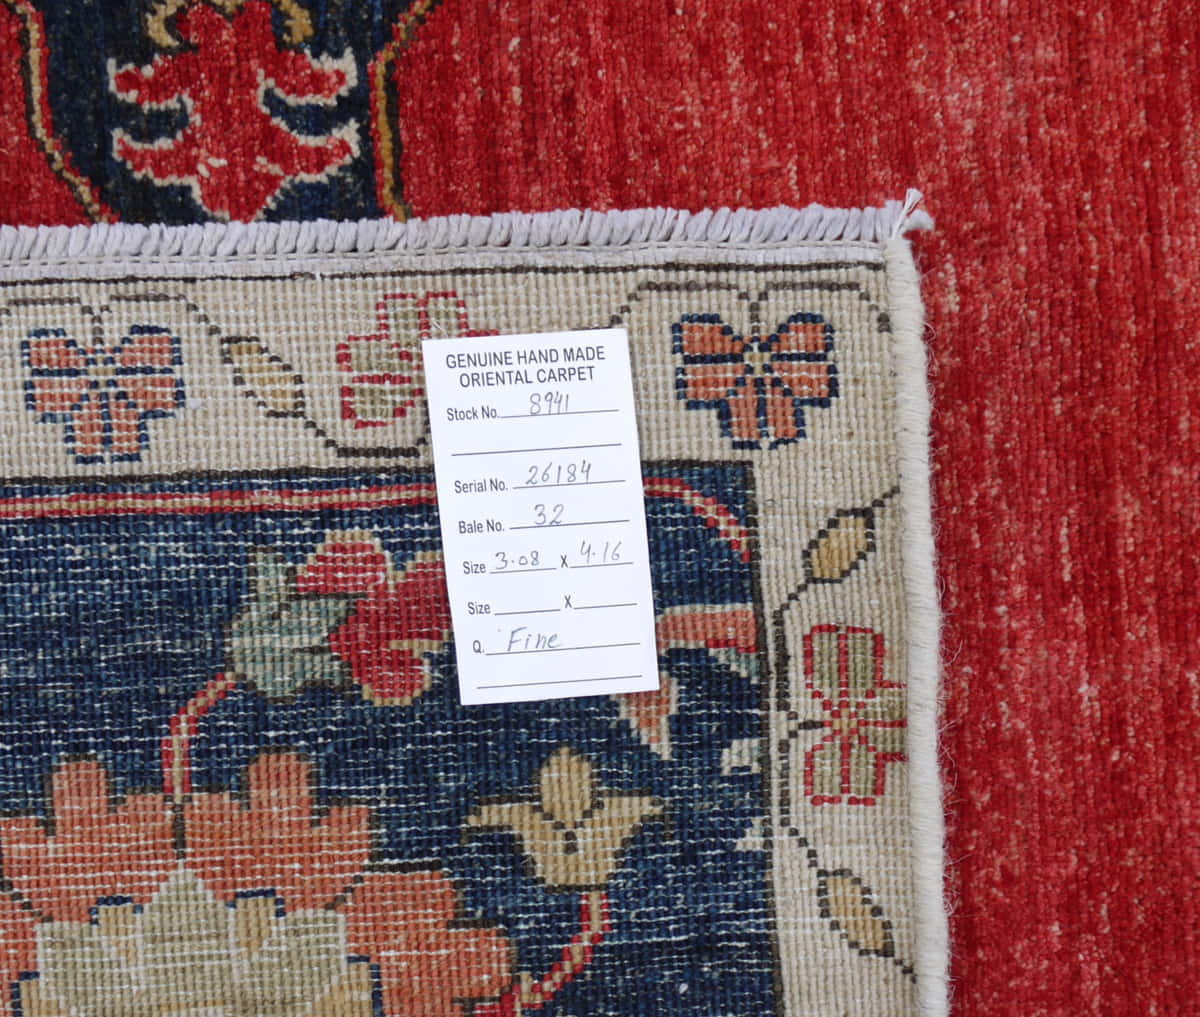 GENUINE HAND MADE
ORIENTAL CARPET
Stock No. 8941
Serial No. 26184
Bale No. 32
Size 3.08 X 4.16
Size X
Q. Fine